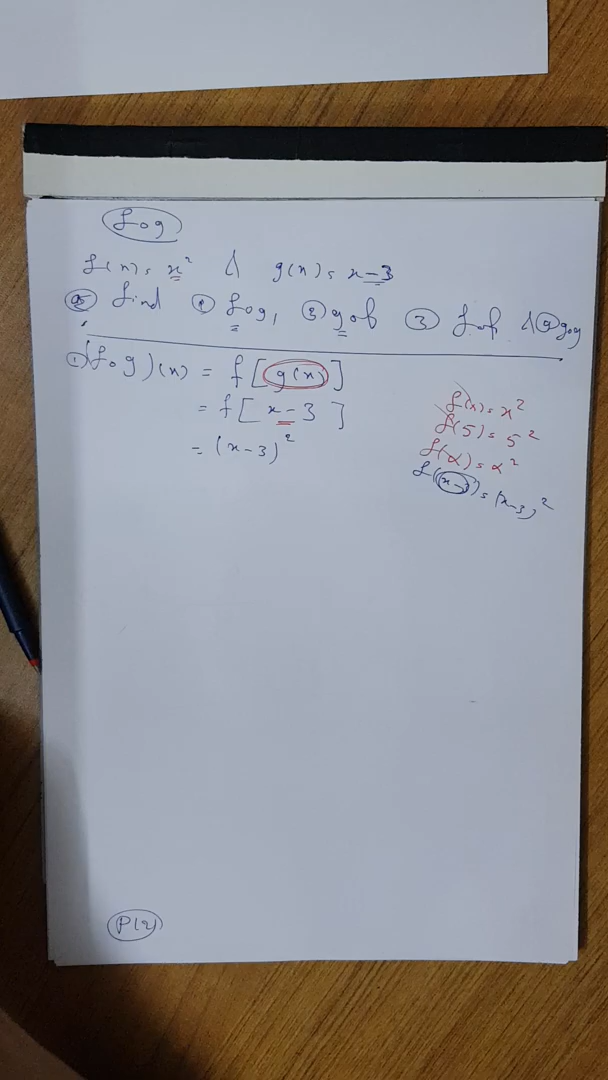 fog
f(x) = x² & g(x) = x-3
Find ① fog, ② gof ③ fof & ④ gog
① (fog)(x) = f[g(x)]
= f[x-3]
= (x-3)²
f(x) = x²
f(5) = 5²
f(α) = α²
f(x-3) = (x-3)²
P(2)